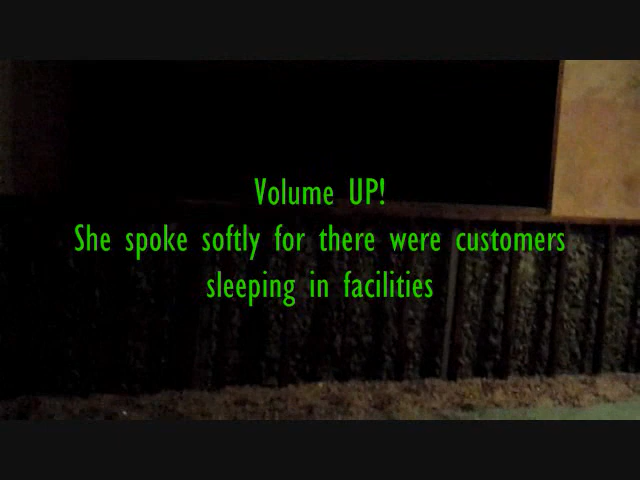 Volume UP!
She spoke softly for there were customers
sleeping in facilities